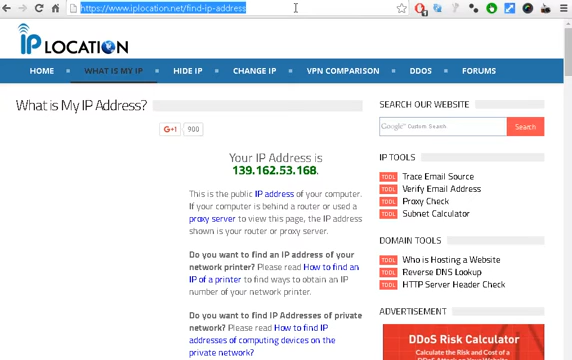 https://www.iplocation.net/find-ip-address
IP LOCATION
HOME WHAT IS MY IP HIDE IP CHANGE IP VPN COMPARISON DDOS FORUMS
What is My IP Address?
G+1 900
Your IP Address is
139.162.53.168.
This is the public IP address of your computer.
If your computer is behind a router or used a
proxy server to view this page, the IP address
shown is your router or proxy server.
Do you want to find an IP address of your
network printer? Please read How to find an
IP of a printer to find ways to obtain an IP
number of your network printer.
Do you want to find IP Addresses of private
network? Please read How to find IP
addresses of computing devices on the
private network?
SEARCH OUR WEBSITE
Google™ Custom Search Search
IP TOOLS
TOOL Trace Email Source
TOOL Verify Email Address
TOOL Proxy Check
TOOL Subnet Calculator
DOMAIN TOOLS
TOOL Who is Hosting a Website
TOOL Reverse DNS Lookup
TOOL HTTP Server Header Check
ADVERTISEMENT
DDoS Risk Calculator
Calculate the Risk and Cost of a
DDoS Attack on Your Website